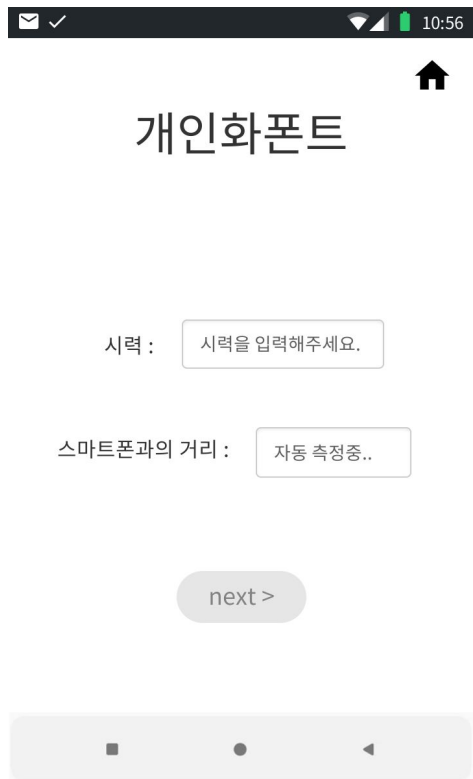 10:56
개인화폰트
시력 : 시력을 입력해주세요.
스마트폰과의 거리 : 자동 측정중..
next >